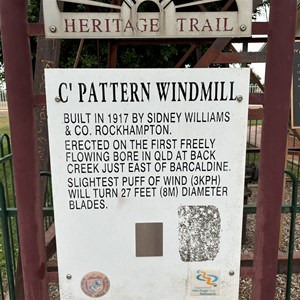 HERITAGE TRAIL
'C' PATTERN WINDMILL
BUILT IN 1917 BY SIDNEY WILLIAMS
& CO. ROCKHAMPTON.
ERECTED ON THE FIRST FREELY
FLOWING BORE IN QLD AT BACK
CREEK JUST EAST OF BARCALDINE.
SLIGHTEST PUFF OF WIND (3KPH)
WILL TURN 27 FEET (8M) DIAMETER
BLADES.